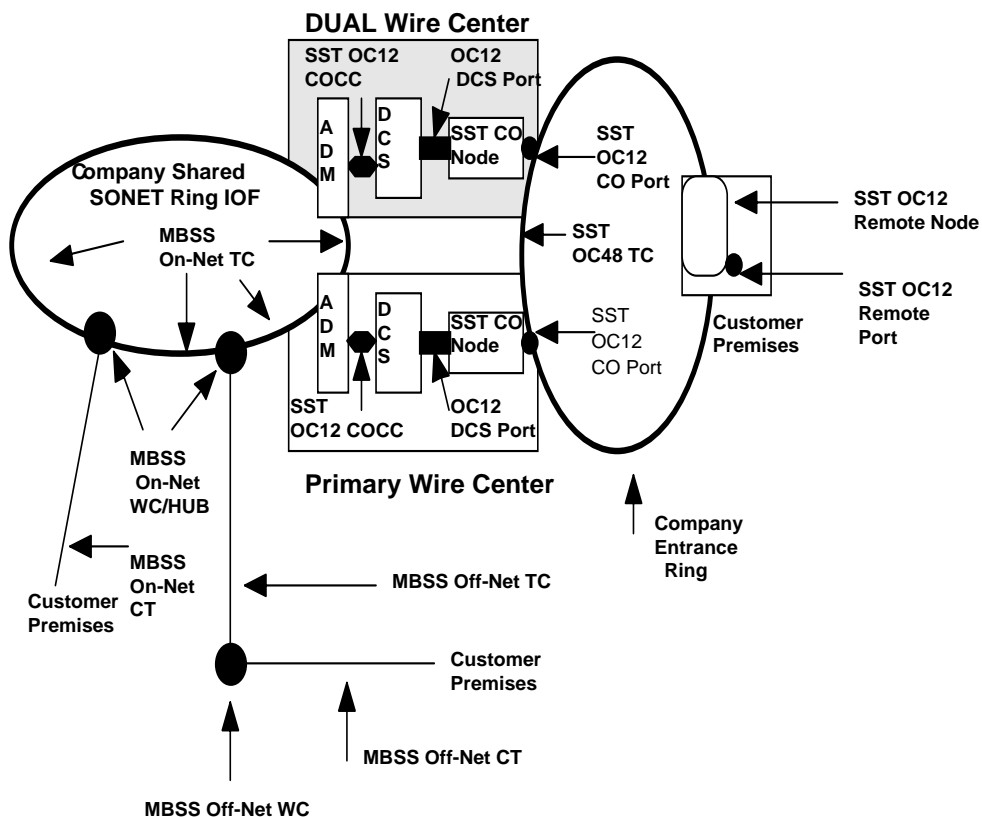 DUAL Wire Center
SST OC12
COCC
OC12
DCS Port
A
D
M
D
C
S
SST CO
Node
SST
OC12
CO Port
Company Shared
SONET Ring IOF
MBSS
On-Net TC
SST
OC48 TC
SST OC12
Remote Node
SST OC12
Remote
Port
Customer
Premises
A
D
M
D
C
S
SST CO
Node
SST
OC12
CO Port
SST
OC12 COCC
OC12
DCS Port
Primary Wire Center
MBSS
On-Net
WC/HUB
MBSS
On-Net
CT
Customer
Premises
Company
Entrance
Ring
MBSS Off-Net TC
Customer
Premises
MBSS Off-Net CT
MBSS Off-Net WC